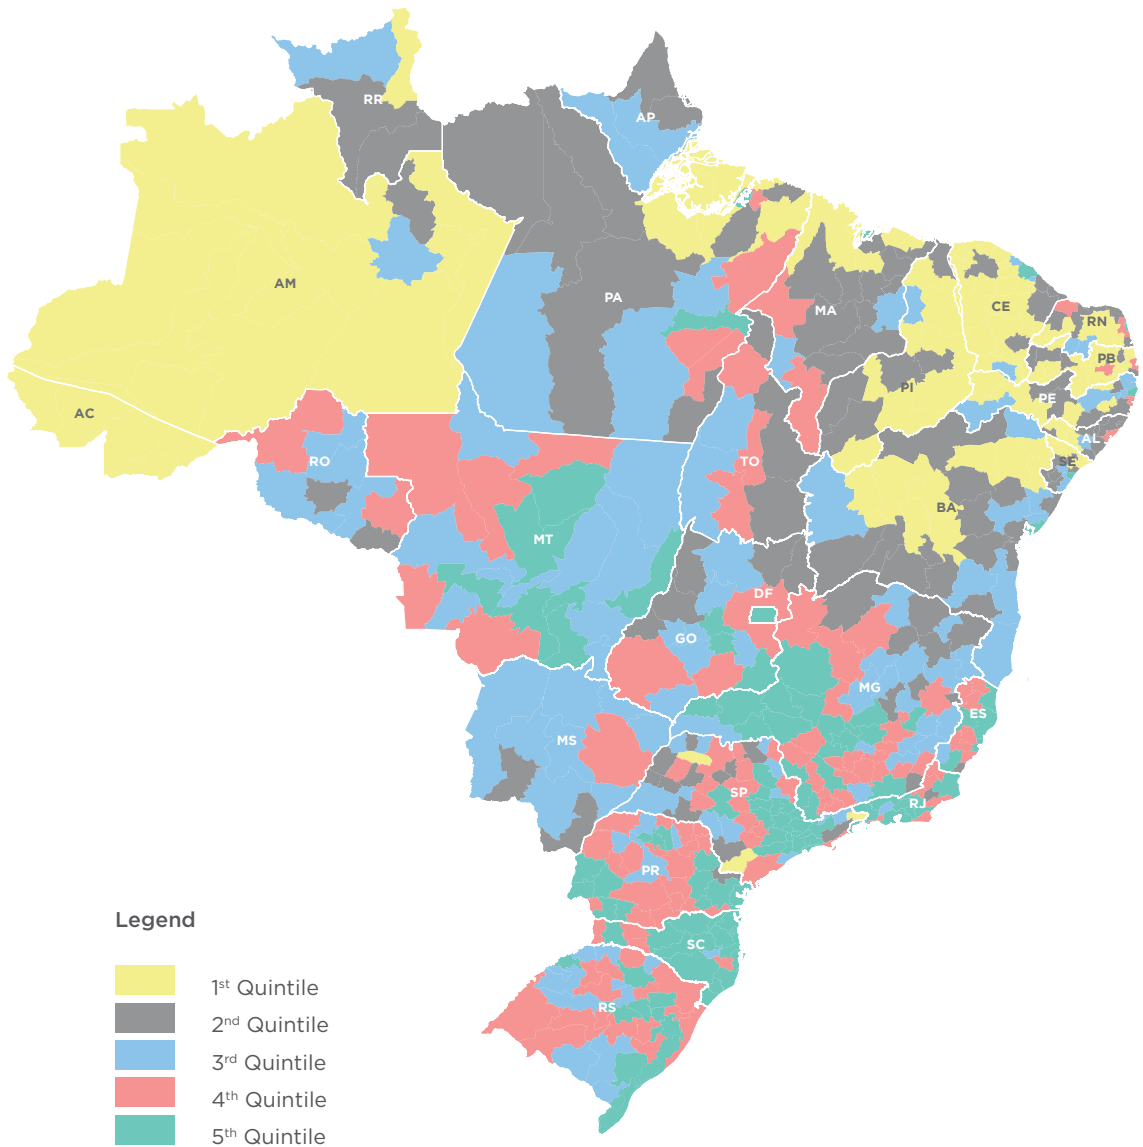 RR
AP
AM
PA
MA
CE
RN
PB
PI
PE
AC
AL
SE
RO
TO
BA
MT
DF
GO
MG
ES
MS
SP
RJ
PR
SC
RS
Legend
1st Quintile
2nd Quintile
3rd Quintile
4th Quintile
5th Quintile